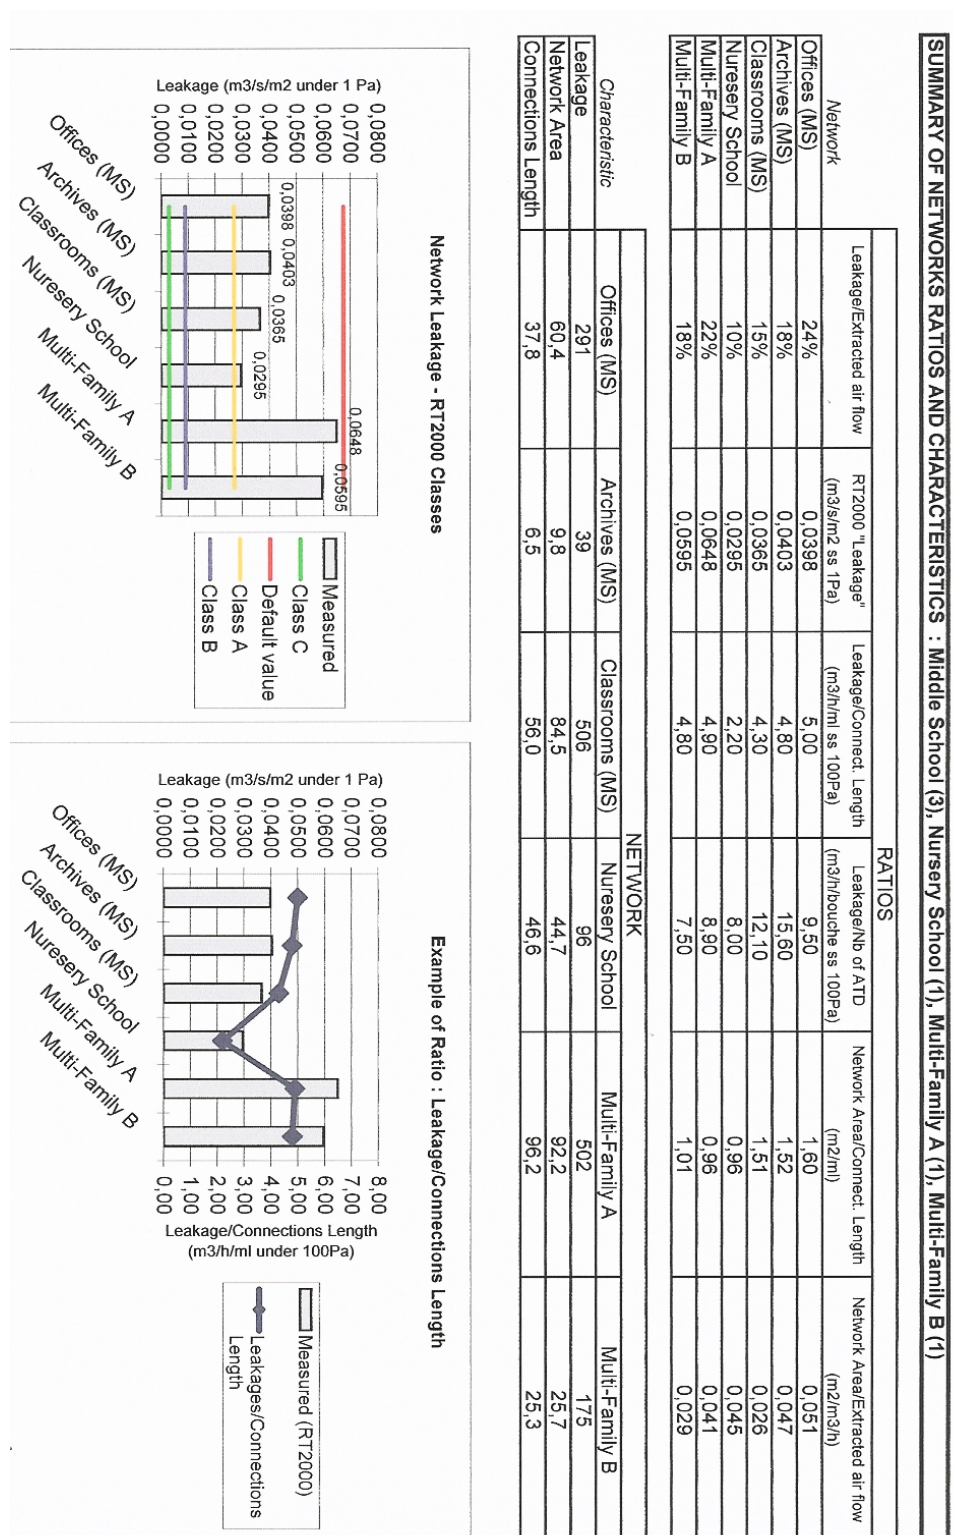 SUMMARY OF NETWORKS RATIOS AND CHARACTERISTICS : Middle School (3), Nursery School (1), Multi-Family A (1), Multi-Family B (1)
RATIOS
Network Leakage/Extracted air flow RT2000 "Leakage" (m3/s/m2 ss 1Pa) Leakage/Connect. Length (m3/h/ml ss 100Pa) Leakage/Nb of ATD (m3/h/bouche ss 100Pa) Network Area/Connect. Length (m2/ml) Network Area/Extracted air flow (m2/m3/h)
Offices (MS) 24% 0,0398 5,00 9,50 1,60 0,051
Archives (MS) 18% 0,0403 4,80 15,60 1,52 0,047
Classrooms (MS) 15% 0,0365 4,30 12,10 1,51 0,026
Nuresery School 10% 0,0295 2,20 8,00 0,96 0,045
Multi-Family A 22% 0,0648 4,90 8,90 0,96 0,041
Multi-Family B 18% 0,0595 4,80 7,50 1,01 0,029
NETWORK
Characteristic Offices (MS) Archives (MS) Classrooms (MS) Nuresery School Multi-Family A Multi-Family B
Leakage 291 39 506 96 502 175
Network Area 60,4 9,8 84,5 44,7 92,2 25,7
Connections Length 37,8 6,5 56,0 46,6 96,2 25,3
Network Leakage - RT2000 Classes
Leakage (m3/s/m2 under 1 Pa)
0,0800
0,0700
0,0600
0,0500
0,0400
0,0300
0,0200
0,0100
0,0000
0,0398
0,0403
0,0365
0,0295
0,0648
0,0595
Offices (MS)
Archives (MS)
Classrooms (MS)
Nuresery School
Multi-Family A
Multi-Family B
Measured
Class C
Default value
Class A
Class B
Example of Ratio : Leakage/Connections Length
Leakage (m3/s/m2 under 1 Pa)
0,0800
0,0700
0,0600
0,0500
0,0400
0,0300
0,0200
0,0100
0,0000
Offices (MS)
Archives (MS)
Classrooms (MS)
Nuresery School
Multi-Family A
Multi-Family B
8,00
7,00
6,00
5,00
4,00
3,00
2,00
1,00
0,00
Leakage/Connections Length
(m3/h/ml under 100Pa)
Measured (RT2000)
Leakages/Connections
Length